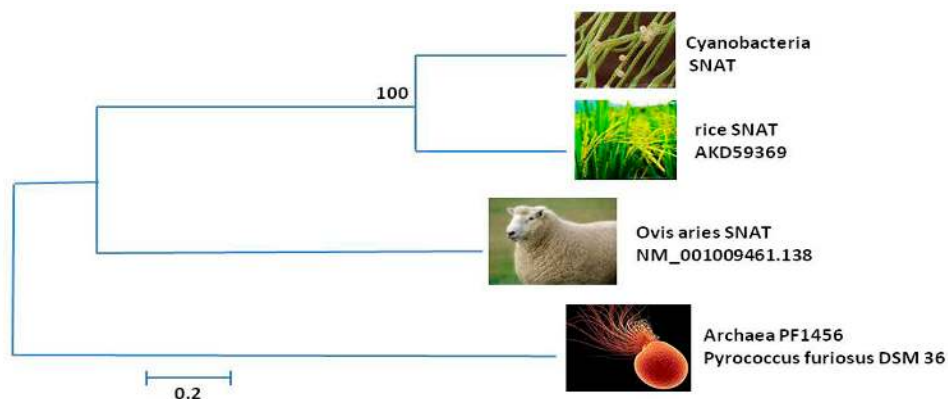 Cyanobacteria
SNAT
100
rice SNAT
AKD59369
Ovis aries SNAT
NM_001009461.138
Archaea PF1456
Pyrococcus furiosus DSM 36
0.2